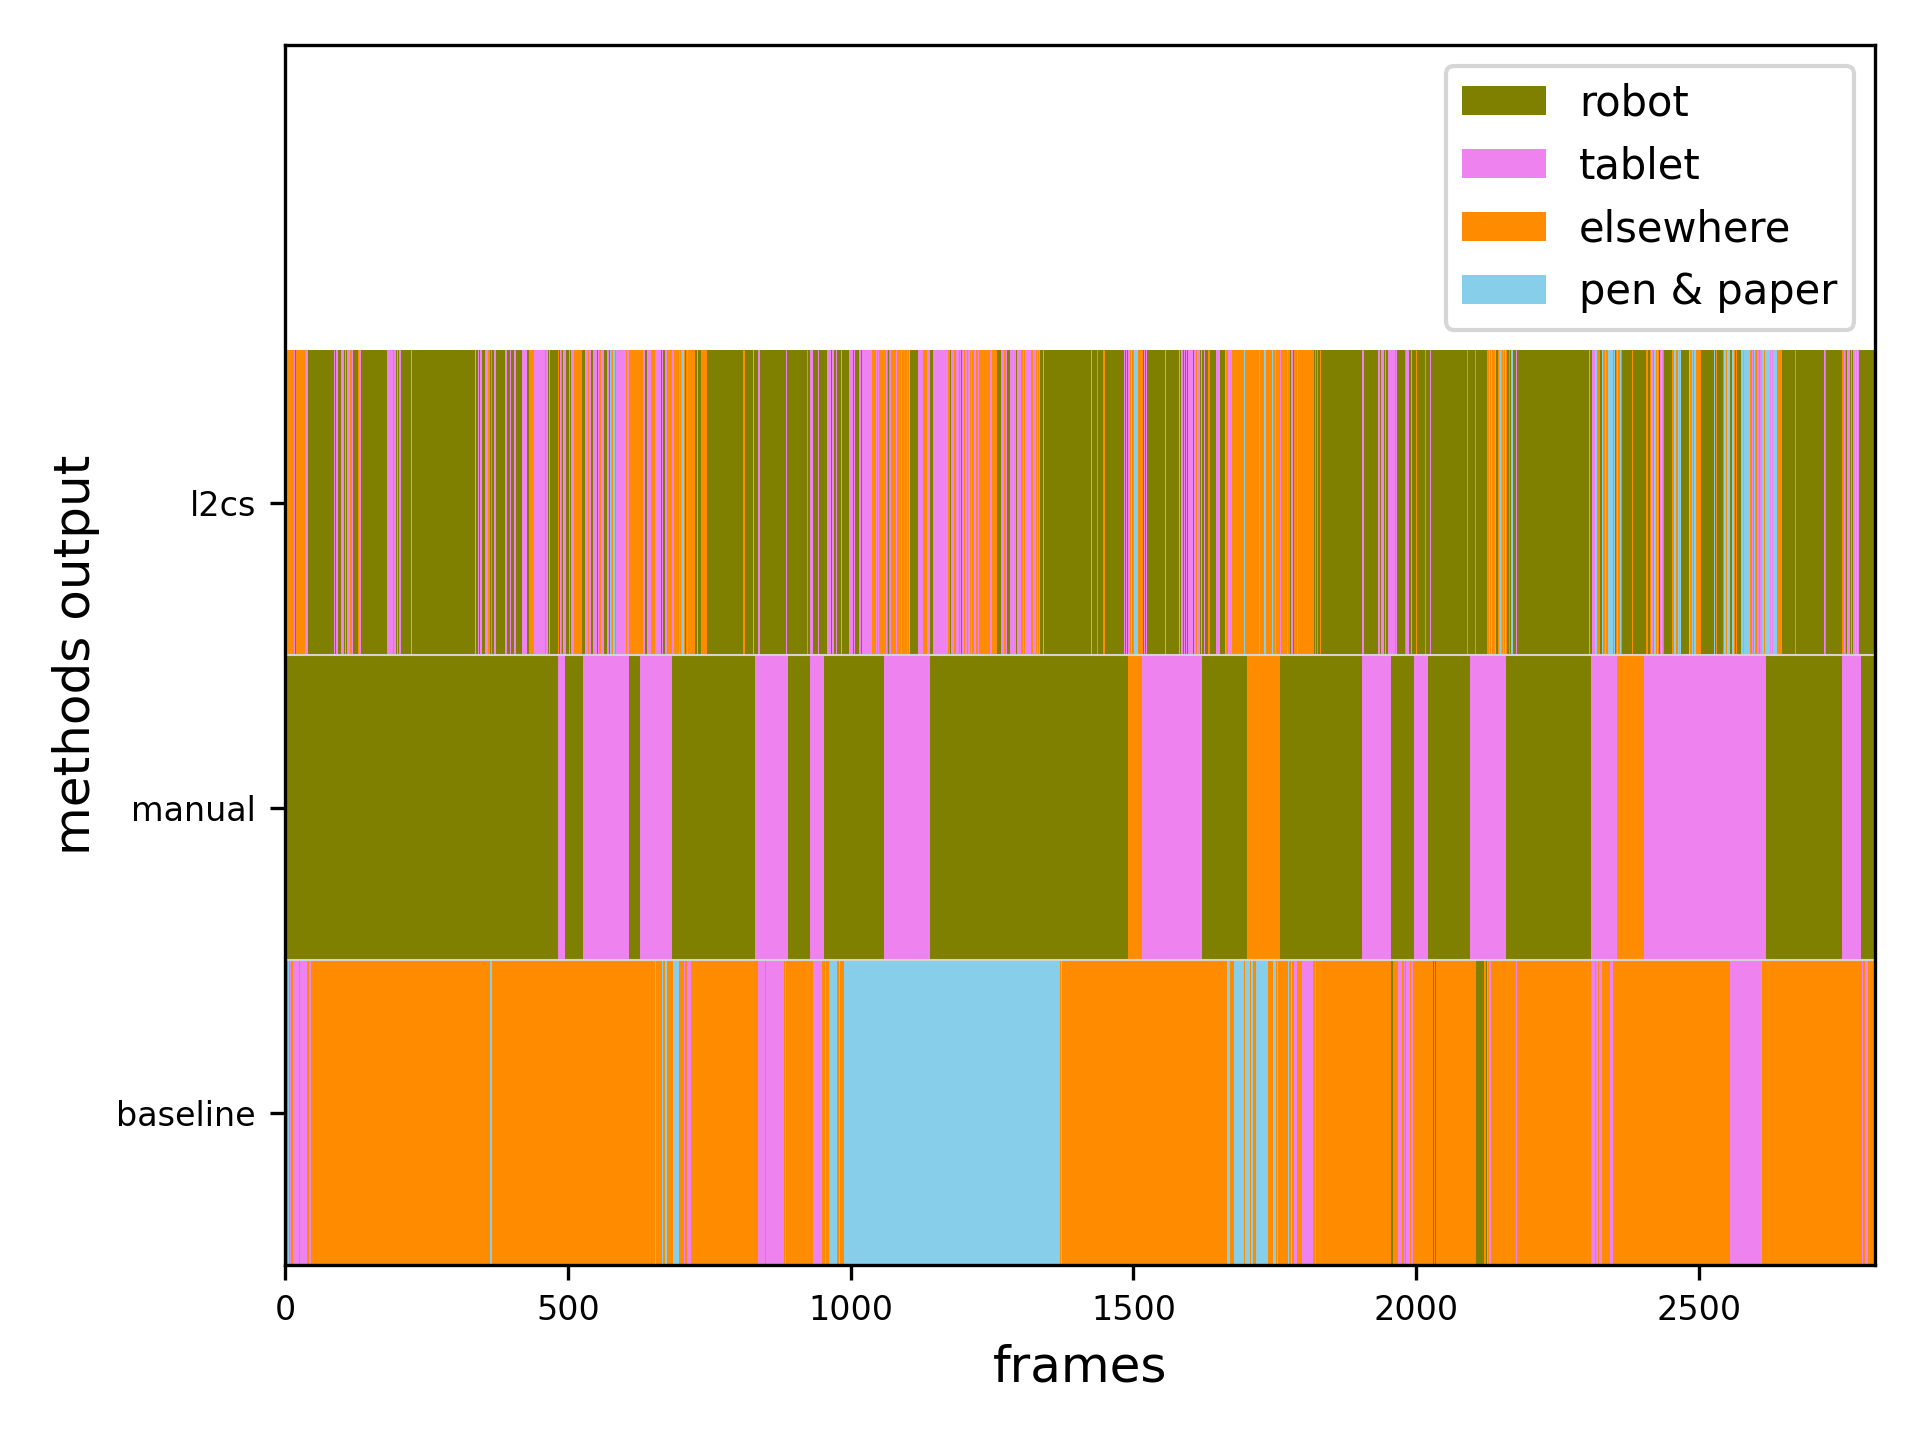 robot
tablet
elsewhere
pen & paper
methods output
l2cs
manual
baseline
0 500 1000 1500 2000 2500
frames